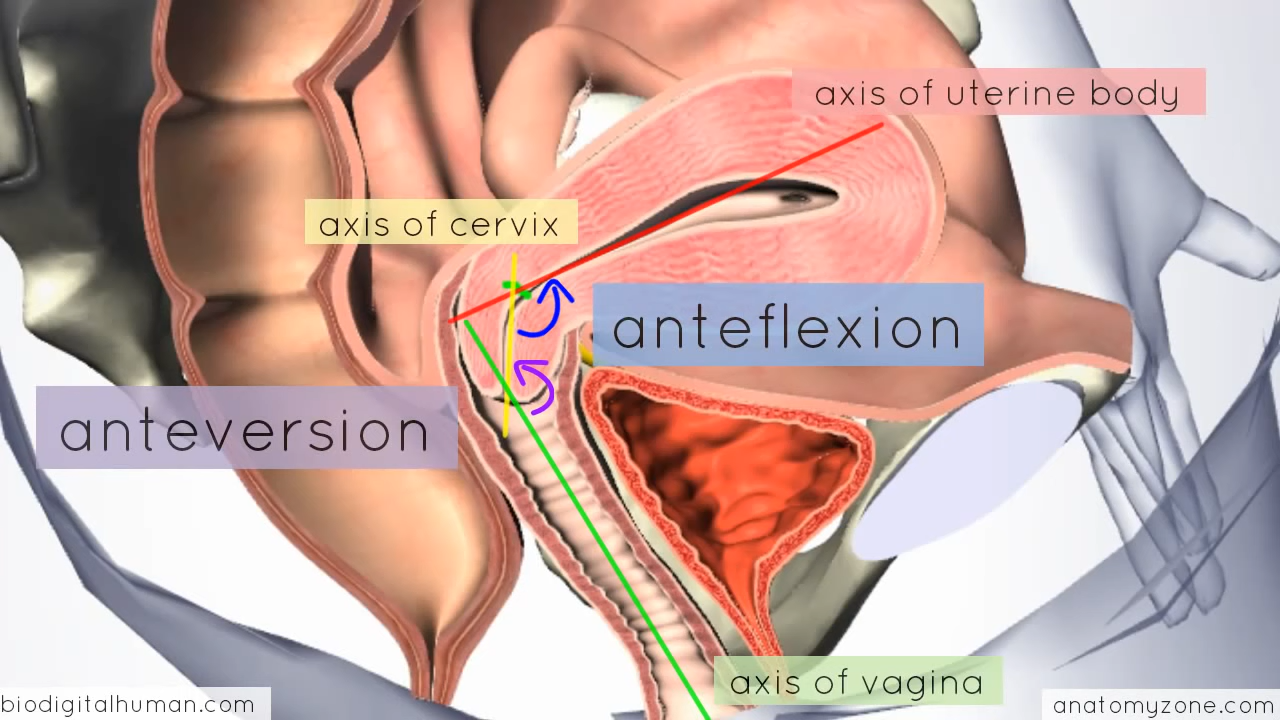 axis of uterine body
axis of cervix
anteflexion
anteversion
axis of vagina
biodigitalhuman.com
anatomyzone.com